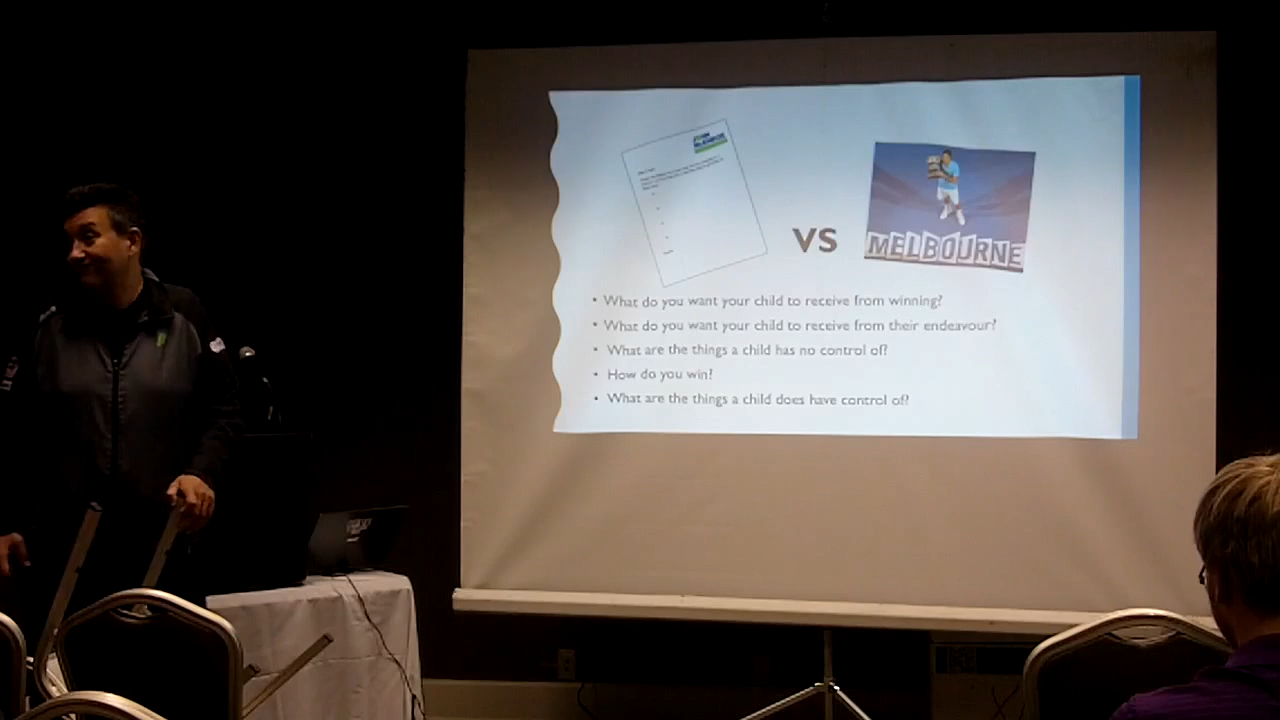 VS
MELBOURNE
• What do you want your child to receive from winning?
• What do you want your child to receive from their endeavour?
• What are the things a child has no control of?
• How do you win?
• What are the things a child does have control of?